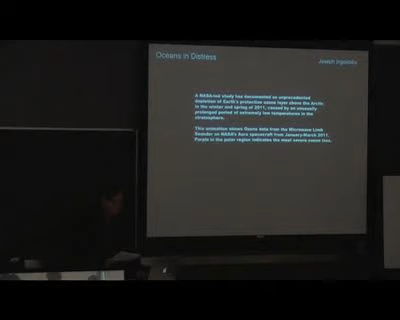 Oceans in Distress
A NASA-led study has documented an unprecedented
depletion of Earth's protective ozone layer above the Arctic
in the winter and spring of 2011, caused by an unusually
prolonged period of extremely low temperatures in the
stratosphere.
This animation shows Ozone data from the Microwave Limb
Sounder on NASA's Aura spacecraft from January-March 2011.
Purple in the polar region indicates the most severe ozone loss.